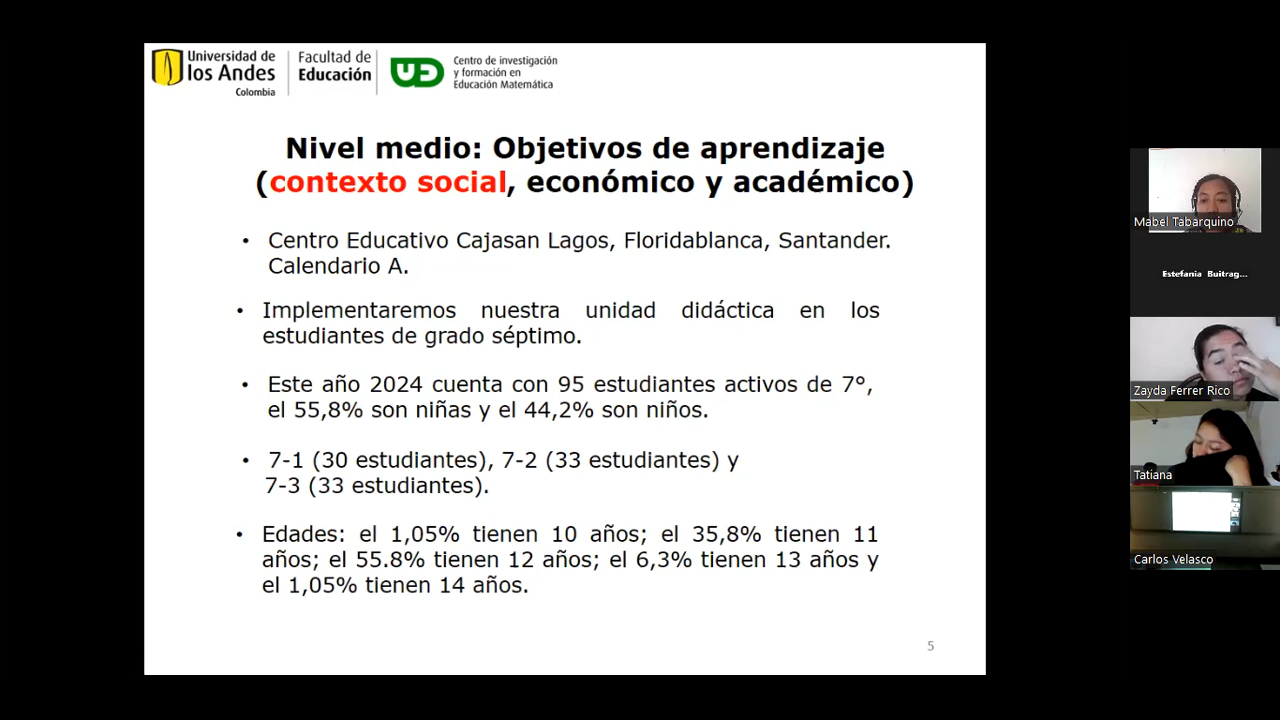 Universidad de
los Andes
Colombia
Facultad de
Educación
Centro de investigación
y formación en
Educación Matemática
Nivel medio: Objetivos de aprendizaje
(contexto social, económico y académico)
• Centro Educativo Cajasan Lagos, Floridablanca, Santander.
Calendario A.
• Implementaremos nuestra unidad didáctica en los
estudiantes de grado séptimo.
• Este año 2024 cuenta con 95 estudiantes activos de 7°,
el 55,8% son niñas y el 44,2% son niños.
• 7-1 (30 estudiantes), 7-2 (33 estudiantes) y
7-3 (33 estudiantes).
• Edades: el 1,05% tienen 10 años; el 35,8% tienen 11
años; el 55.8% tienen 12 años; el 6,3% tienen 13 años y
el 1,05% tienen 14 años.
5
Mabel Tabarquino
Estefania Buitrag...
Zayda Ferrer Rico
Tatiana
Carlos Velasco